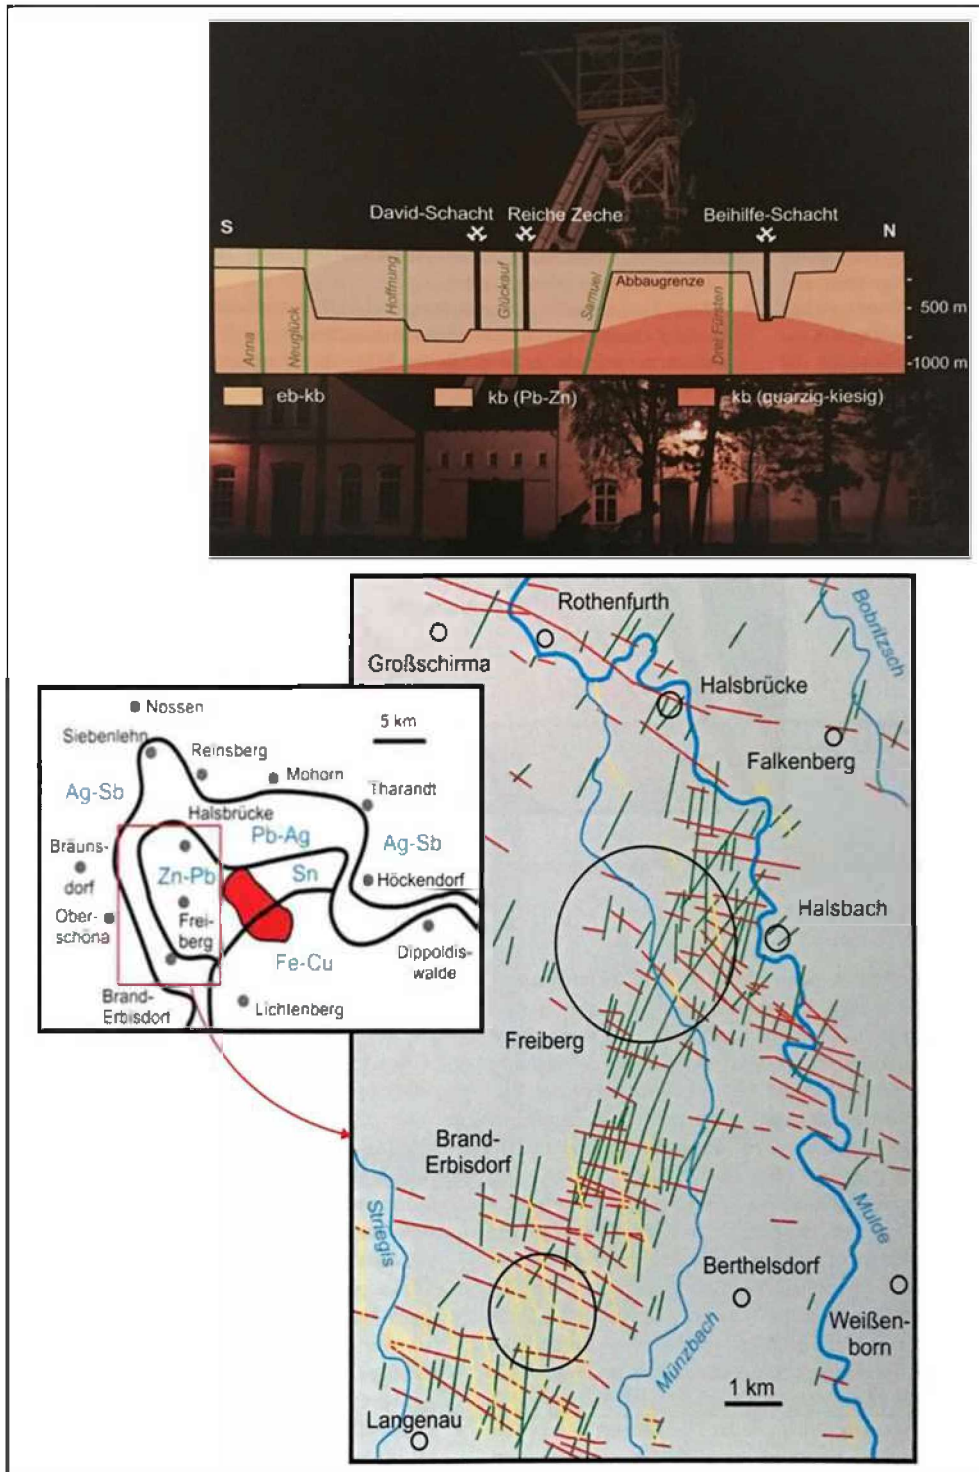 David-Schacht
Reiche Zeche
Beihilfe-Schacht
S
N
Anna
Neuglück
Hoffnung
Glückauf
Samuel
Abbaugrenze
Drei Fürsten
500 m
1000 m
eb-kb
kb (Pb-Zn)
kb (quarzig-kiesig)
Rothenfurth
Großschirma
Bobritzsch
Halsbrücke
Falkenberg
Halsbach
Freiberg
Brand-
Erbisdorf
Striegis
Mulde
Berthelsdorf
Weißen-
born
Münzbach
1 km
Langenau
Nossen
5 km
Siebenlehn
Reinsberg
Mohorn
Tharandt
Ag-Sb
Halsbrücke
Pb-Ag
Ag-Sb
Bräuns-
dorf
Zn-Pb
Sn
Höckendorf
Ober-
schöna
Frei-
berg
Fe-Cu
Dippoldis-
walde
Brand-
Erbisdorf
Lichtenberg